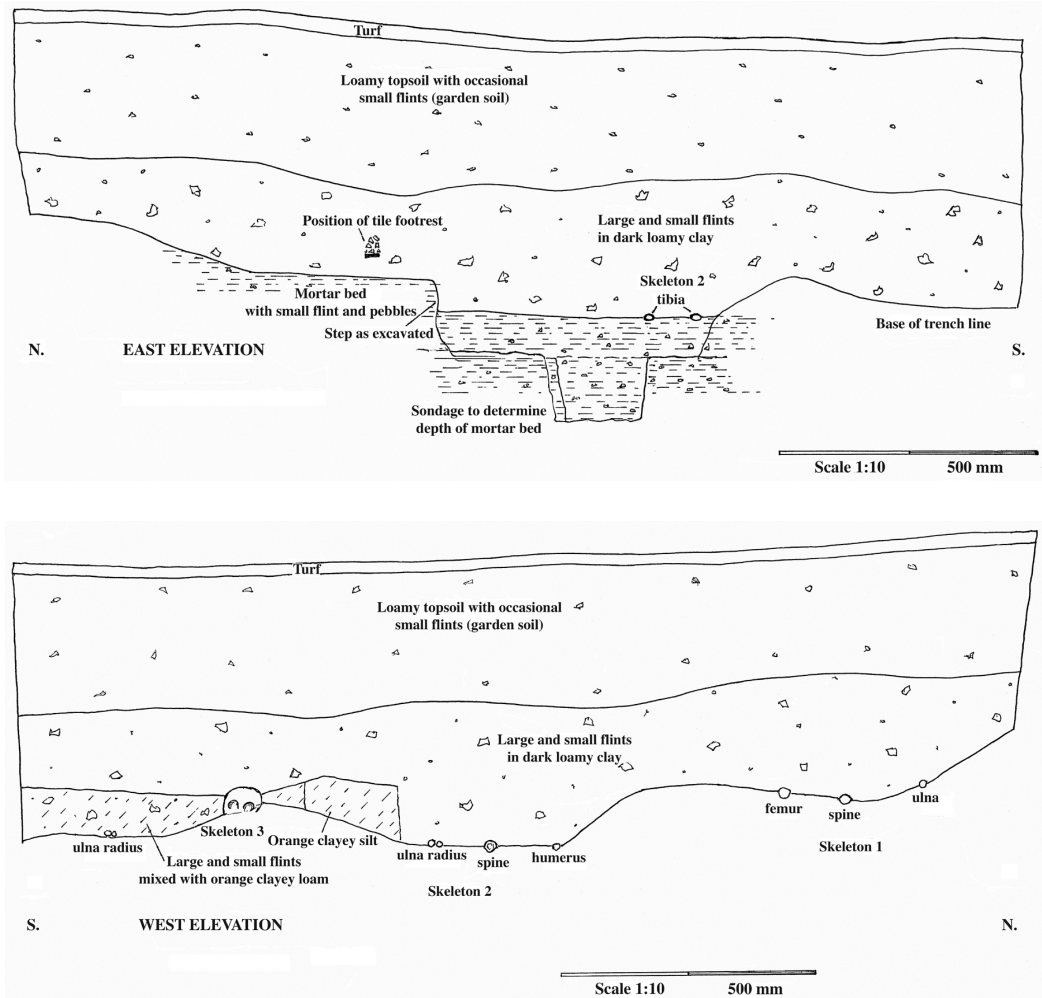 Turf
Loamy topsoil with occasional
small flints (garden soil)
Position of tile footrest
Large and small flints
in dark loamy clay
Skeleton 2
tibia
Mortar bed
with small flint and pebbles
Step as excavated
Base of trench line
N.
EAST ELEVATION
S.
Sondage to determine
depth of mortar bed
Scale 1:10
500 mm
Turf
Loamy topsoil with occasional
small flints (garden soil)
Large and small flints
in dark loamy clay
femur
spine
ulna
Skeleton 3
Orange clayey silt
ulna radius
Large and small flints
mixed with orange clayey loam
ulna radius
spine
humerus
Skeleton 1
Skeleton 2
S.
WEST ELEVATION
N.
Scale 1:10
500 mm